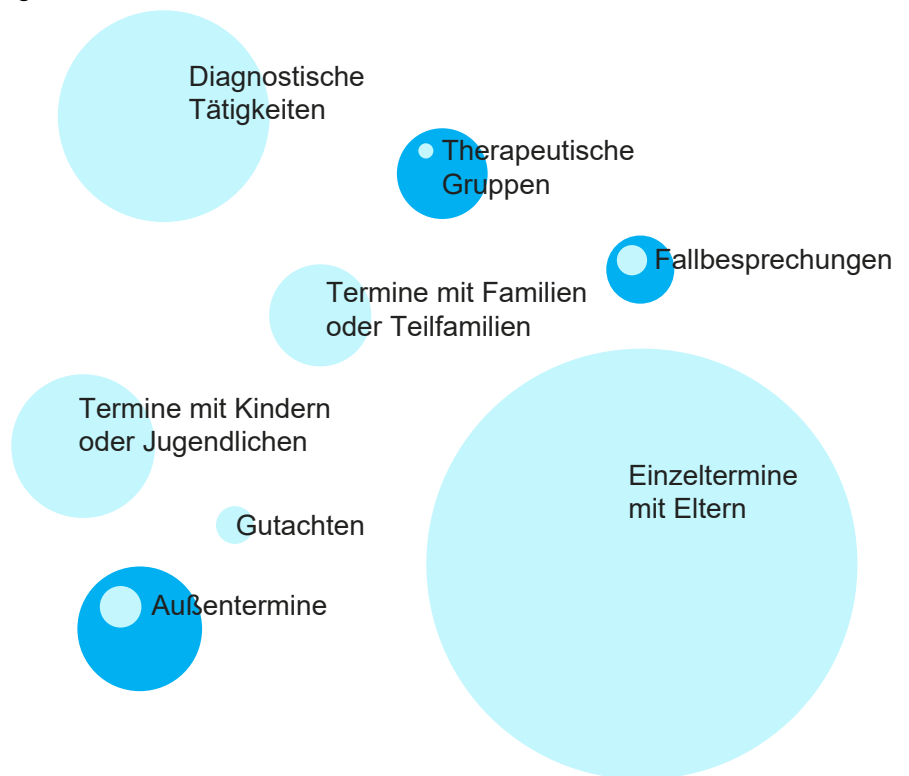 Diagnostische
Tätigkeiten
Therapeutische
Gruppen
Fallbesprechungen
Termine mit Familien
oder Teilfamilien
Termine mit Kindern
oder Jugendlichen
Einzeltermine
mit Eltern
Gutachten
Außentermine